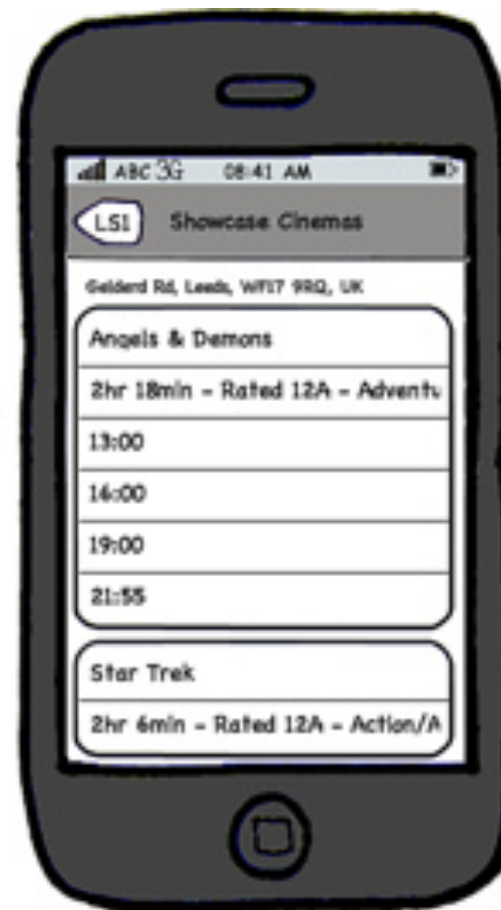 ABC 3G 08:41 AM
LS1 Showcase Cinemas
Gelderd Rd, Leeds, WF17 9RQ, UK
Angels & Demons
2hr 18min - Rated 12A - Adventu
13:00
16:00
19:00
21:55
Star Trek
2hr 6min - Rated 12A - Action/A